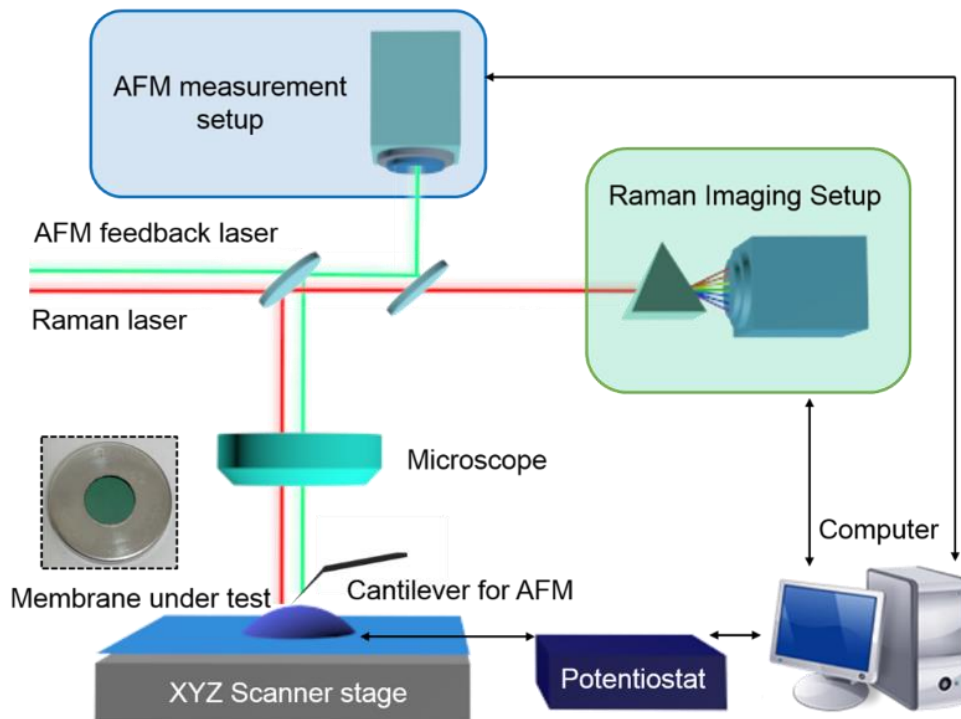 AFM measurement
setup
Raman Imaging Setup
AFM feedback laser
Raman laser
Microscope
Computer
Membrane under test
Cantilever for AFM
XYZ Scanner stage
Potentiostat